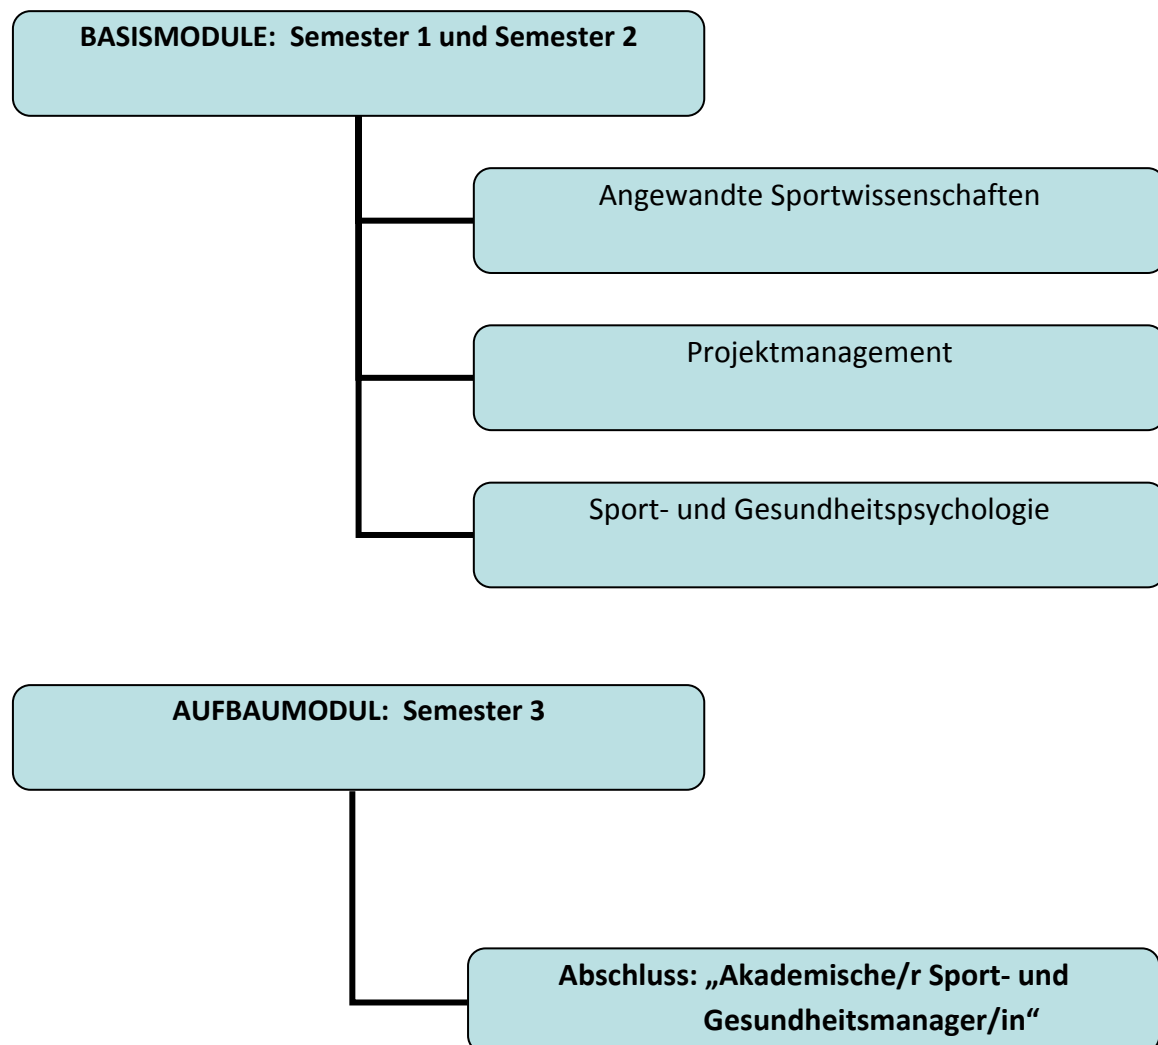 BASISMODULE:  Semester 1 und Semester 2
Angewandte Sportwissenschaften
Projektmanagement
Sport- und Gesundheitspsychologie
AUFBAUMODUL:  Semester 3
Abschluss: „Akademische/r Sport- und
Gesundheitsmanager/in“